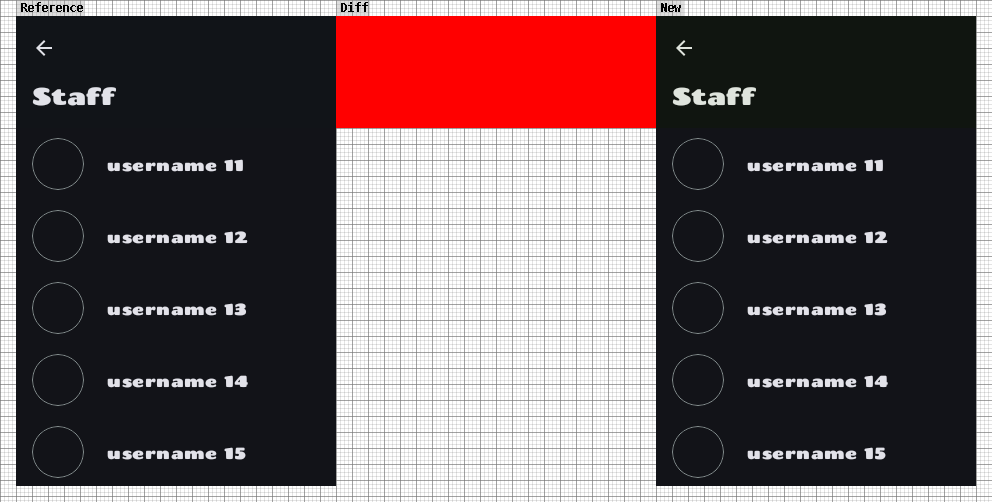 Reference
Diff
New
Staff
username 11
username 12
username 13
username 14
username 15
Staff
username 11
username 12
username 13
username 14
username 15